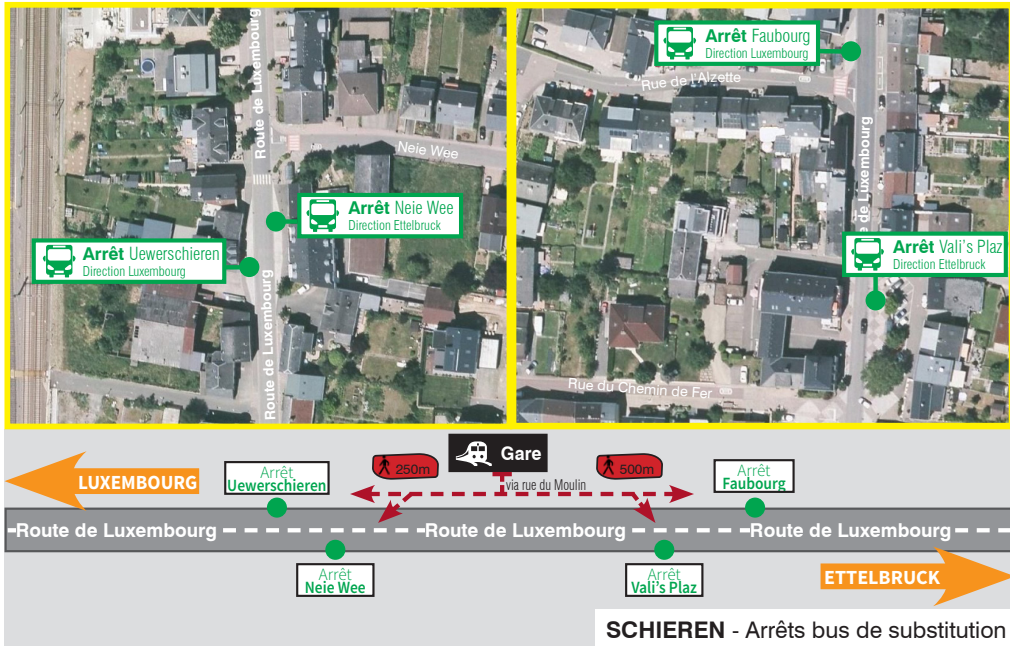 Route de Luxembourg
Neie Wee
Arrêt Neie Wee
Direction Ettelbruck
Arrêt Uewerschieren
Direction Luxembourg
Route de Luxembourg
Arrêt Faubourg
Direction Luxembourg
Rue de l'Alzette
e de Luxembourg
Arrêt Vali's Plaz
Direction Ettelbruck
Rue du Chemin de Fer
Gare
250m
500m
via rue du Moulin
LUXEMBOURG
Arrêt
Uewerschieren
Arrêt
Faubourg
Route de Luxembourg Route de Luxembourg Route de Luxembourg
Arrêt
Neie Wee
Arrêt
Vali's Plaz
ETTELBRUCK
SCHIEREN - Arrêts bus de substitution